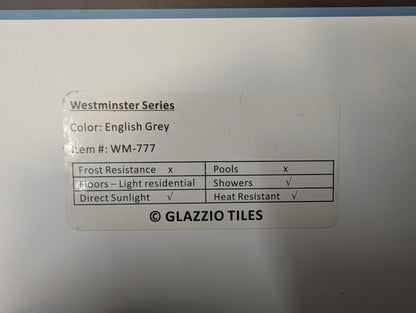 Westminster Series
Color: English Grey
Item #: WM-777
Frost Resistance x Pools x
Floors – Light residential Showers √
Direct Sunlight √ Heat Resistant √
© GLAZZIO TILES